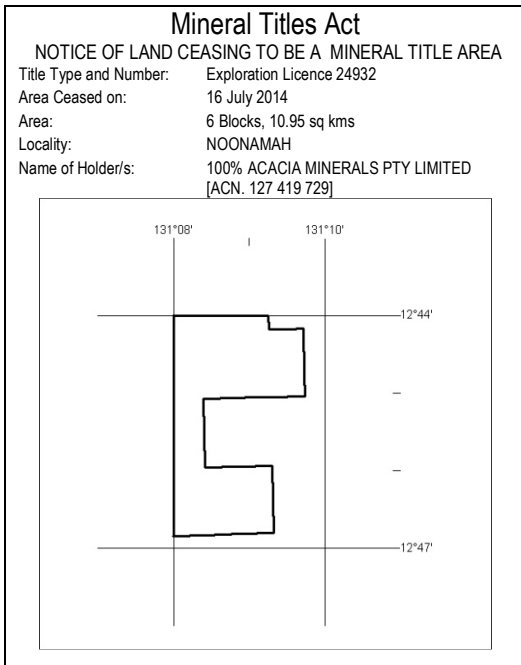 Mineral Titles Act
NOTICE OF LAND CEASING TO BE A MINERAL TITLE AREA
Title Type and Number: Exploration Licence 24932
Area Ceased on: 16 July 2014
Area: 6 Blocks, 10.95 sq kms
Locality: NOONAMAH
Name of Holder/s: 100% ACACIA MINERALS PTY LIMITED
[ACN. 127 419 729]
131°08' 131°10'
12°44'
12°47'